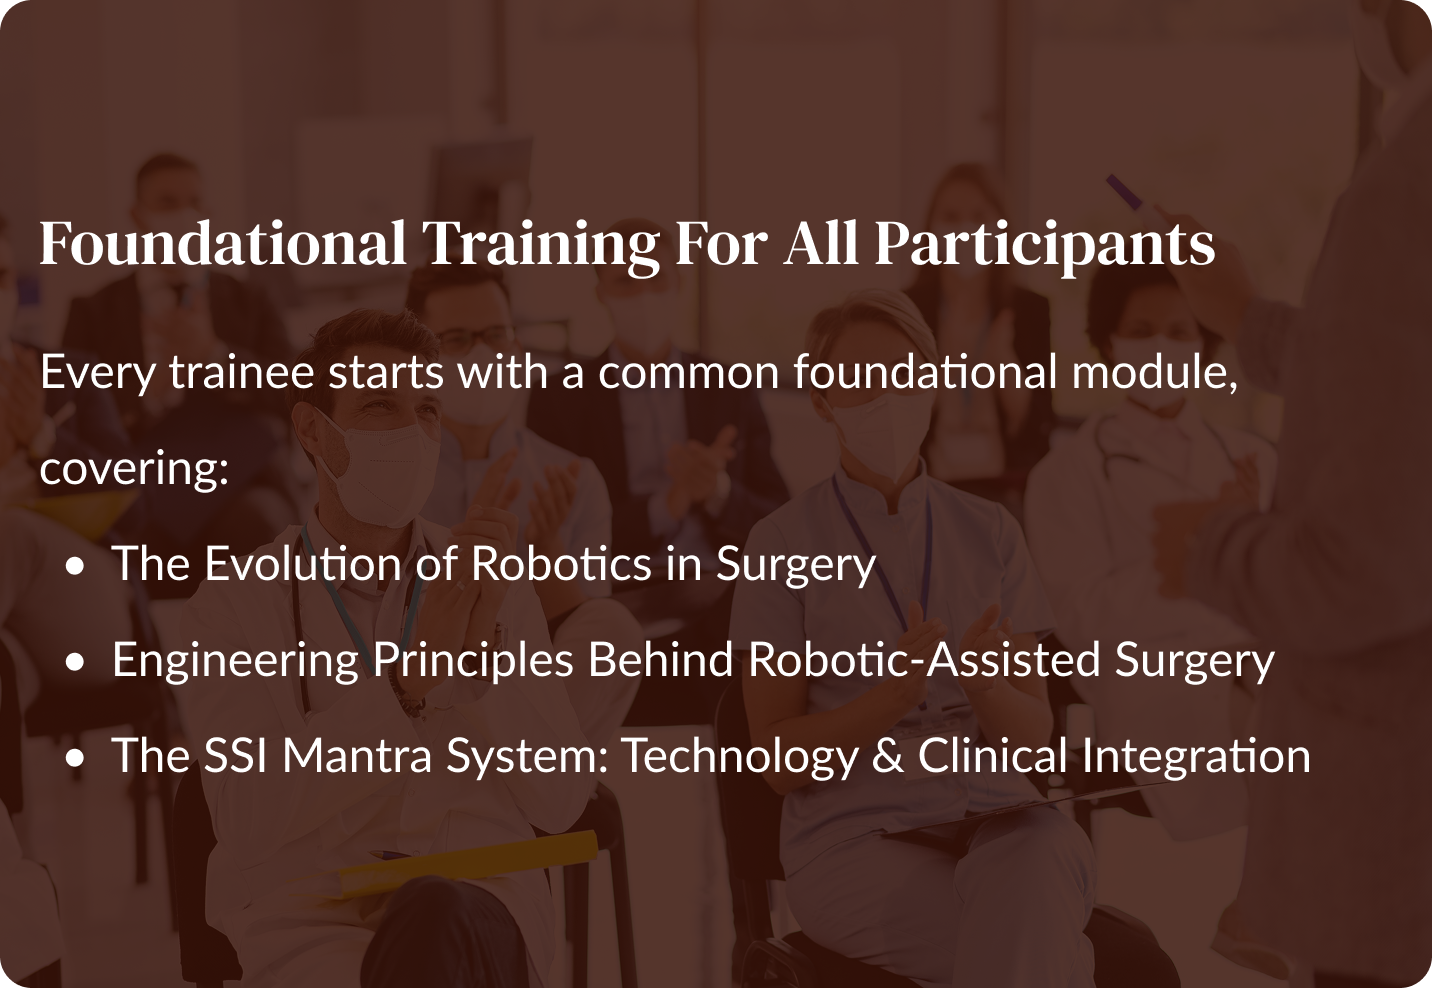 Foundational Training For All Participants
Every trainee starts with a common foundational module,
covering:
• The Evolution of Robotics in Surgery
• Engineering Principles Behind Robotic-Assisted Surgery
• The SSI Mantra System: Technology & Clinical Integration